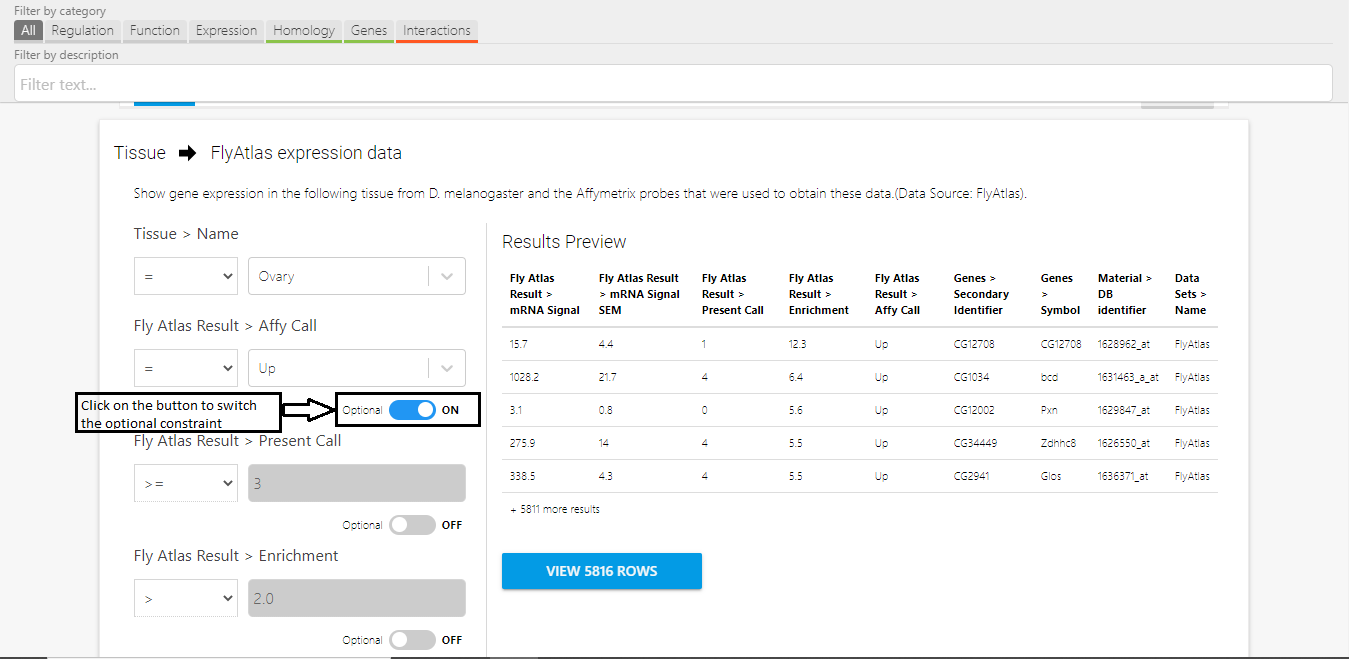 Filter by category
All Regulation Function Expression Homology Genes Interactions
Filter by description
Filter text...
Tissue ➡ FlyAtlas expression data
Show gene expression in the following tissue from D. melanogaster and the Affymetrix probes that were used to obtain these data.(Data Source: FlyAtlas).
Tissue > Name
= Ovary
Fly Atlas Result > Affy Call
= Up
Click on the button to switch
the optional constraint
Optional ON
Fly Atlas Result > Present Call
>= 3
Optional OFF
Fly Atlas Result > Enrichment
> 2.0
Optional OFF
Results Preview
Fly Atlas Result > mRNA Signal Fly Atlas Result > mRNA Signal SEM Fly Atlas Result > Present Call Fly Atlas Result > Enrichment Fly Atlas Result > Affy Call Genes > Secondary Identifier Genes > Symbol Material > DB identifier Data Sets > Name
15.7 4.4 1 12.3 Up CG12708 CG12708 1628962_at FlyAtlas
1028.2 21.7 4 6.4 Up CG1034 bcd 1631463_a_at FlyAtlas
3.1 0.8 0 5.6 Up CG12002 Pxn 1629847_at FlyAtlas
275.9 14 4 5.5 Up CG34449 Zdhhc8 1626550_at FlyAtlas
338.5 4.3 4 5.5 Up CG2941 Glos 1636371_at FlyAtlas
+ 5811 more results
VIEW 5816 ROWS